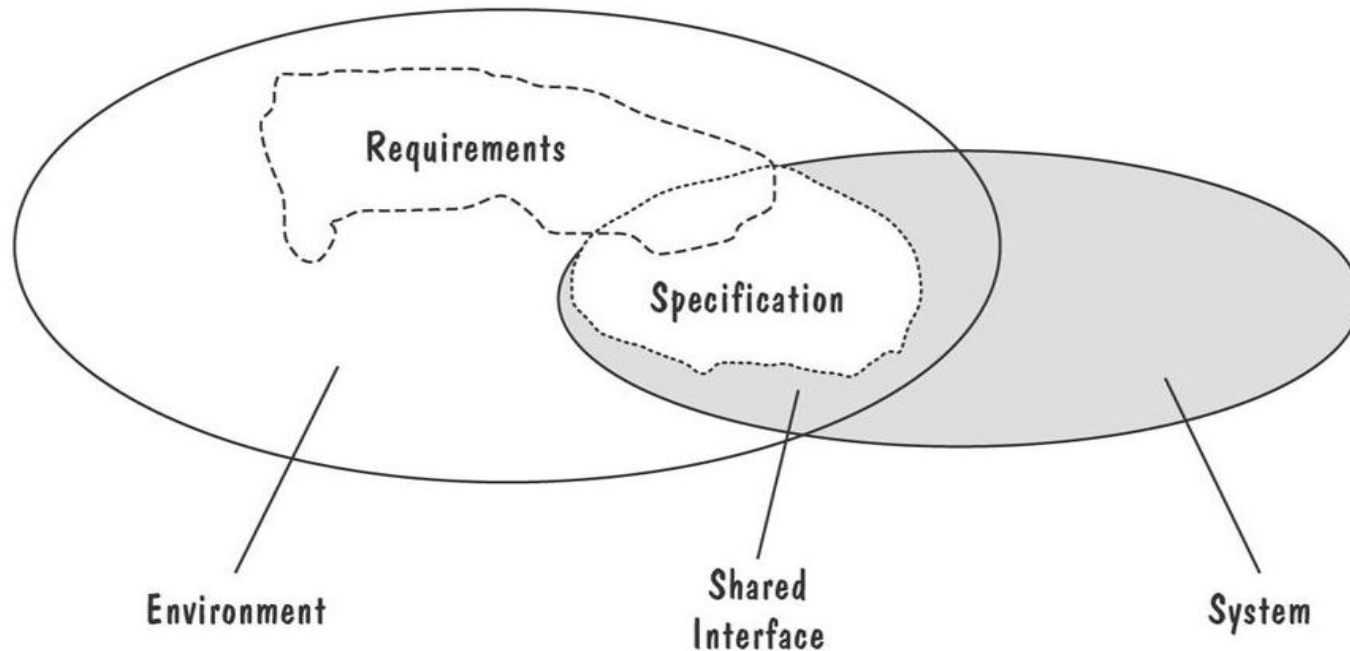 Requirements
Specification
Environment
Shared
Interface
System